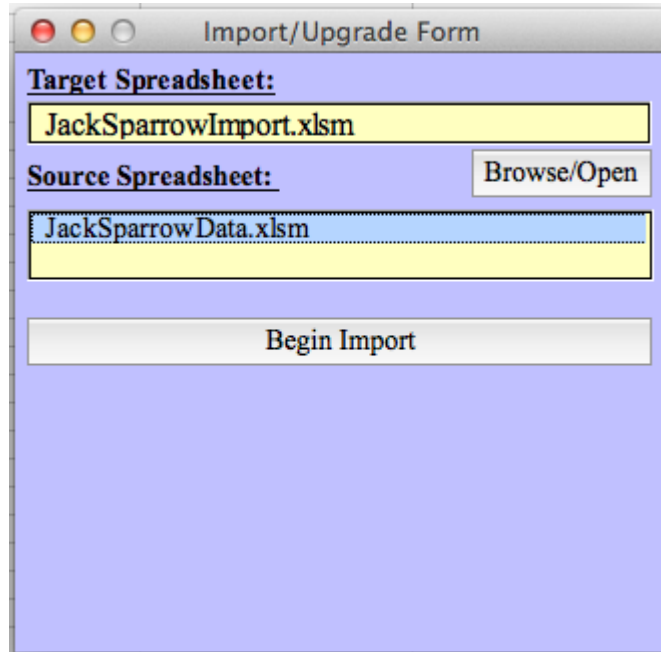 Import/Upgrade Form
Target Spreadsheet:
JackSparrowImport.xlsm
Source Spreadsheet:
Browse/Open
JackSparrowData.xlsm
Begin Import